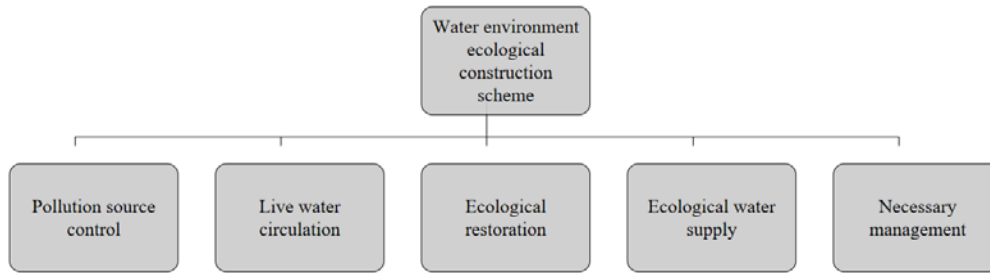 Water environment
ecological
construction
scheme
Pollution source
control
Live water
circulation
Ecological
restoration
Ecological water
supply
Necessary
management